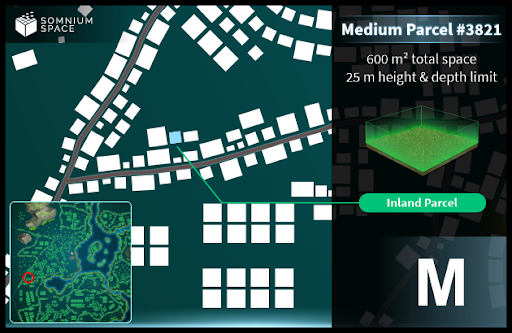 SOMNIUM
SPACE
Medium Parcel #3821
600 m² total space
25 m height & depth limit
Inland Parcel
M